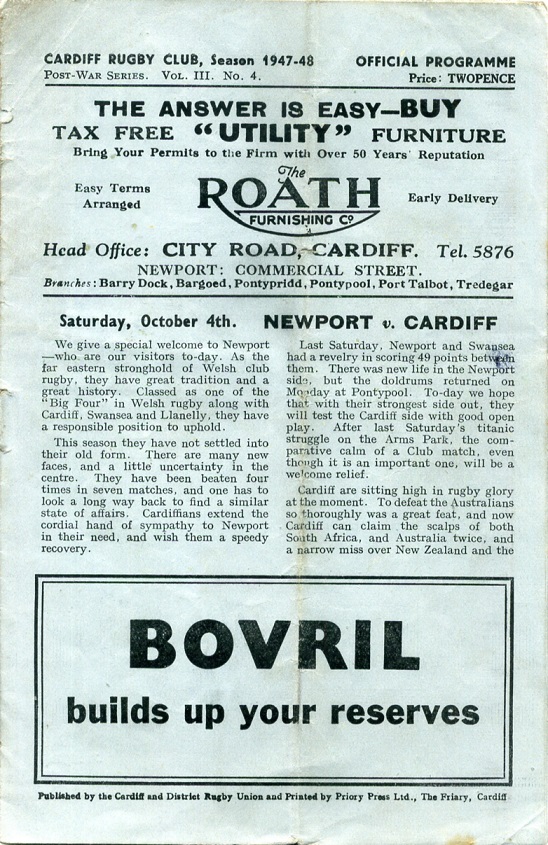 CARDIFF RUGBY CLUB, Season 1947-48 OFFICIAL PROGRAMME
POST-WAR SERIES. VOL. III. No. 4. Price: TWOPENCE
THE ANSWER IS EASY—BUY
TAX FREE "UTILITY" FURNITURE
Bring Your Permits to the Firm with Over 50 Years' Reputation
Easy Terms
Arranged
The
ROATH
FURNISHING Co
Early Delivery
Head Office: CITY ROAD, CARDIFF. Tel. 5876
NEWPORT: COMMERCIAL STREET.
Branches: Barry Dock, Bargoed, Pontypridd, Pontypool, Port Talbot, Tredegar
Saturday, October 4th. NEWPORT v. CARDIFF
We give a special welcome to Newport
—who are our visitors to-day. As the
far eastern stronghold of Welsh club
rugby, they have great tradition and a
great history. Classed as one of the
"Big Four" in Welsh rugby along with
Cardiff, Swansea and Llanelly, they have
a responsible position to uphold.
This season they have not settled into
their old form. There are many new
faces, and a little uncertainty in the
centre. They have been beaten four
times in seven matches, and one has to
look a long way back to find a similar
state of affairs. Cardiffians extend the
cordial hand of sympathy to Newport
in their need, and wish them a speedy
recovery.
Last Saturday, Newport and Swansea
had a revelry in scoring 49 points between
them. There was new life in the Newport
side, but the doldrums returned on
Monday at Pontypool. To-day we hope
that with their strongest side out, they
will test the Cardiff side with good open
play. After last Saturday's titanic
struggle on the Arms Park, the com-
parative calm of a Club match, even
though it is an important one, will be a
welcome relief.
Cardiff are sitting high in rugby glory
at the moment. To defeat the Australians
so thoroughly was a great feat, and now
Cardiff can claim the scalps of both
South Africa, and Australia twice, and
a narrow miss over New Zealand and the
BOVRIL
builds up your reserves
Published by the Cardiff and District Rugby Union and Printed by Priory Press Ltd., The Friary, Cardiff